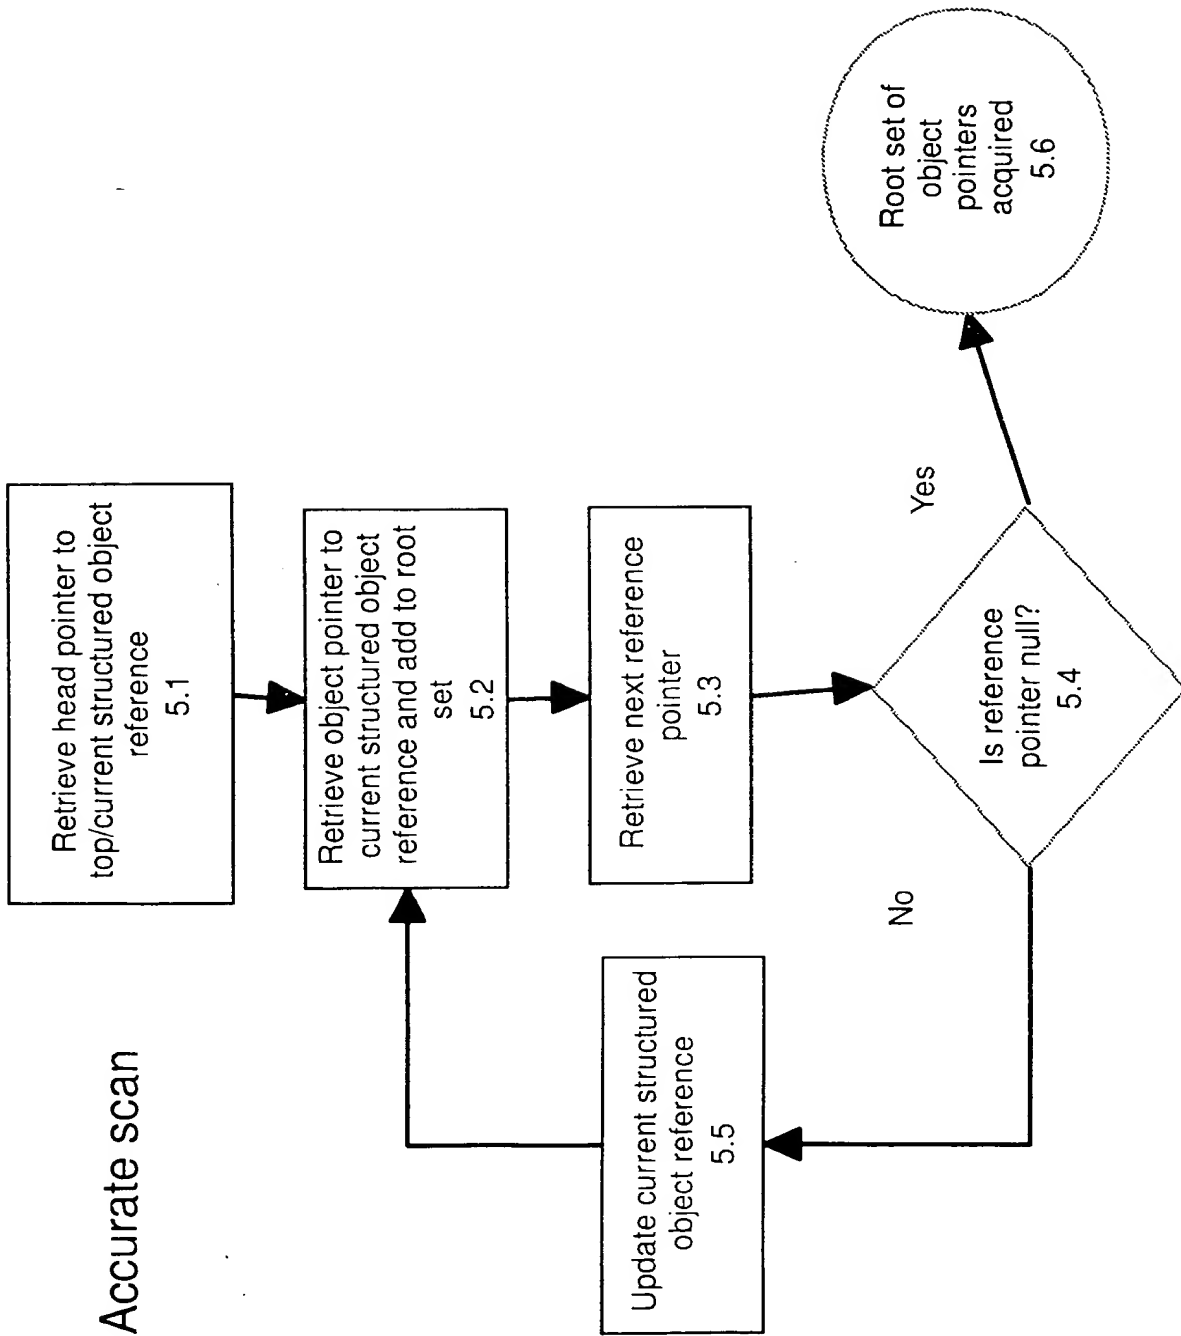 Accurate scan
Retrieve head pointer to
top/current structured object
reference
5.1
Retrieve object pointer to
current structured object
reference and add to root
set
5.2
Retrieve next reference
pointer
5.3
Is reference
pointer null?
5.4
Yes
No
Update current structured
object reference
5.5
Root set of
object
pointers
acquired
5.6